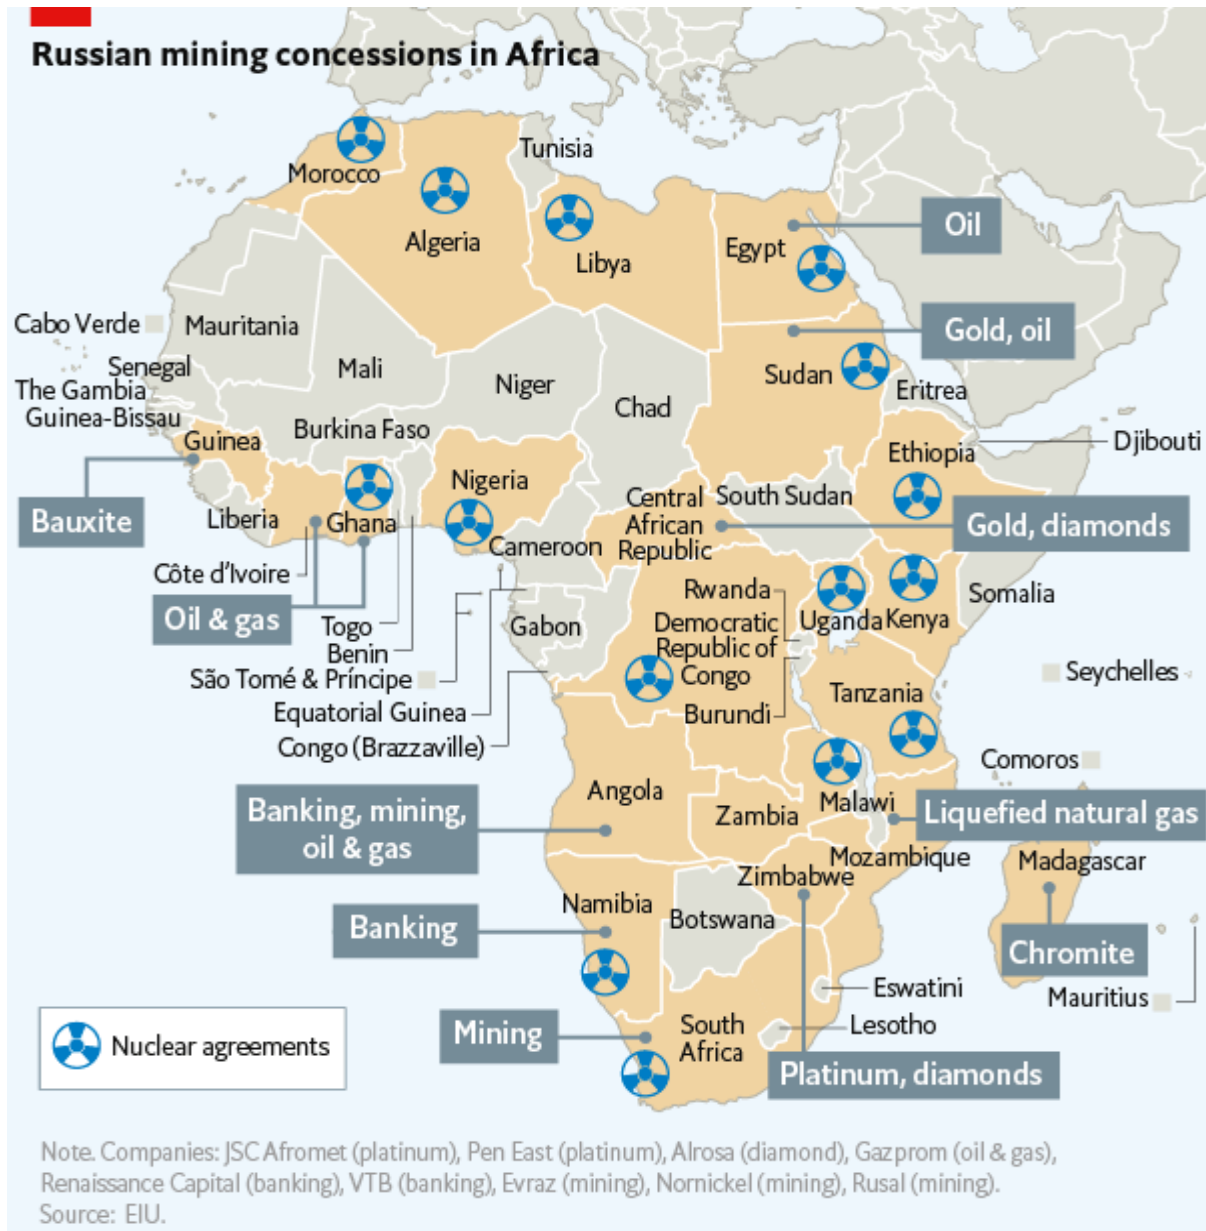 Russian mining concessions in Africa
Tunisia
Morocco
Algeria
Libya
Egypt
Oil
Cabo Verde
Mauritania
Gold, oil
Senegal
Mali
Niger
Sudan
Eritrea
The Gambia
Chad
Guinea-Bissau
Burkina Faso
Guinea
Djibouti
Ethiopia
Nigeria
South Sudan
Bauxite
Liberia
Ghana
Central
African
Republic
Gold, diamonds
Cameroon
Côte d'Ivoire
Rwanda
Somalia
Oil & gas
Togo
Gabon
Uganda
Kenya
Benin
Democratic
Republic of
Congo
São Tomé & Príncipe
Seychelles
Equatorial Guinea
Burundi
Tanzania
Congo (Brazzaville)
Comoros
Angola
Banking, mining,
oil & gas
Zambia
Malawi
Liquefied natural gas
Mozambique
Madagascar
Zimbabwe
Namibia
Botswana
Banking
Chromite
Eswatini
Mauritius
Mining
South
Africa
Lesotho
Nuclear agreements
Platinum, diamonds
Note. Companies: JSC Afromet (platinum), Pen East (platinum), Alrosa (diamond), Gazprom (oil & gas),
Renaissance Capital (banking), VTB (banking), Evraz (mining), Nornickel (mining), Rusal (mining).
Source: EIU.